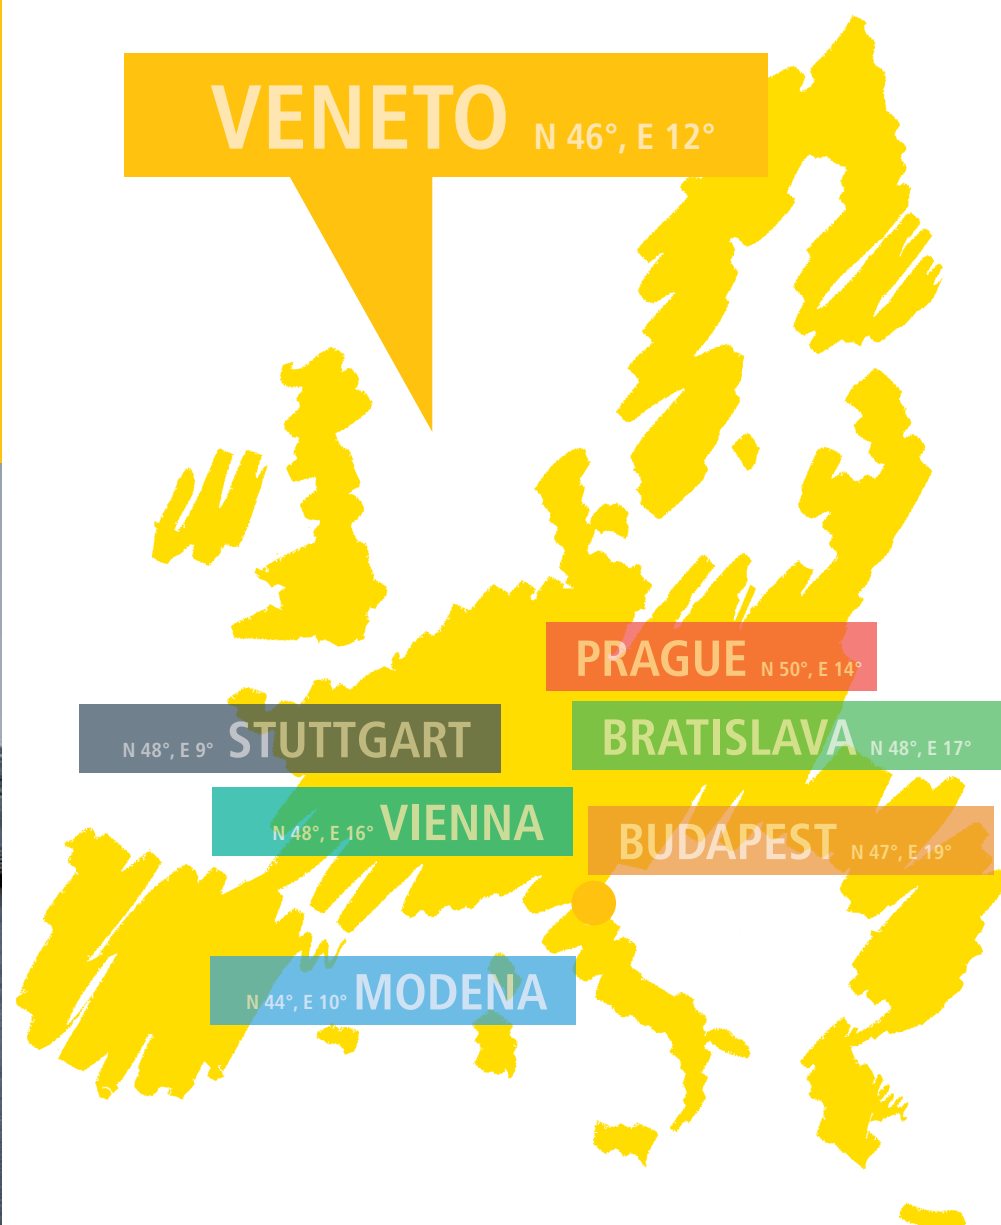 VENETO N 46°, E 12°
PRAGUE N 50°, E 14°
N 48°, E 9° STUTTGART
BRATISLAVA N 48°, E 17°
N 48°, E 16° VIENNA
BUDAPEST N 47°, E 19°
N 44°, E 10° MODENA